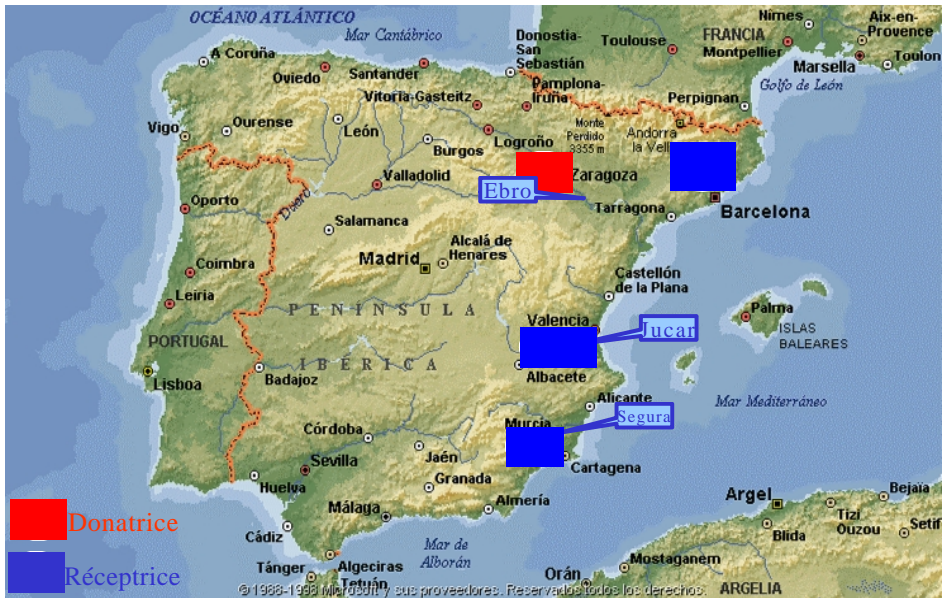 OCÉANO ATLÁNTICO
Mar Cantábrico
A Coruña
Oviedo
Santander
Donostia-
San
Sebastián
Toulouse
FRANCIA
Nimes
Montpellier
Aix-en-
Provence
Marsella
Toulon
Golfo de León
Vitoria-Gasteitz
Pamplona-
Iruña
Perpignan
Vigo
Ourense
León
Burgos
Logroño
Monte
Perdido
3355 m
Andorra
la Vell
Valladolid
Zaragoza
Ebro
Oporto
Duero
Salamanca
Tarragona
Barcelona
Coimbra
Madrid
Alcalá de
Henares
Castellón
de la Plana
Leiria
PENÍNSULA
Valencia
Jucar
Palma
ISLAS
BALEARES
PORTUGAL
IBÉRICA
Lisboa
Badajoz
Albacete
Alicante
Mar Mediterráneo
Segura
Murcia
Córdoba
Jaén
Cartagena
Sevilla
Granada
Huelva
Almería
Málaga
Argel
Bejaïa
Tizi
Ouzou
Setif
Blida
Donatrice
Cádiz
Mar de
Alborán
Algeciras
Tánger
Tetuán
Réceptrice
Orán
Mostaganem
ARGELIA
© 1988-1998 Microsoft y sus proveedores. Reservados todos los derechos.